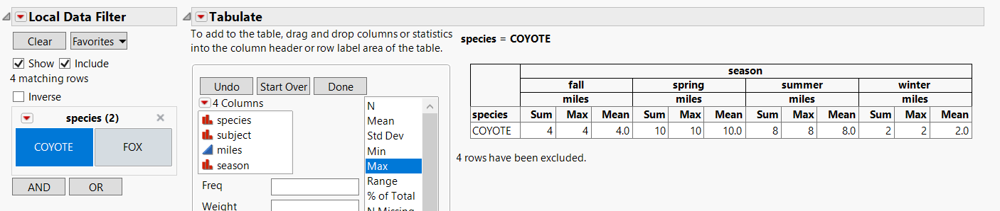 Local Data Filter
Clear Favorites
Show Include
4 matching rows
Inverse
species (2)
COYOTE FOX
AND OR
Tabulate
To add to the table, drag and drop columns or statistics
into the column header or row label area of the table.
Undo Start Over Done
4 Columns
species
subject
miles
season
Freq
Weight
N
Mean
Std Dev
Min
Max
Range
% of Total
N Missing
species = COYOTE
season
fall spring summer winter
miles miles miles miles
species Sum Max Mean Sum Max Mean Sum Max Mean Sum Max Mean
COYOTE 4 4 4.0 10 10 10.0 8 8 8.0 2 2 2.0
4 rows have been excluded.